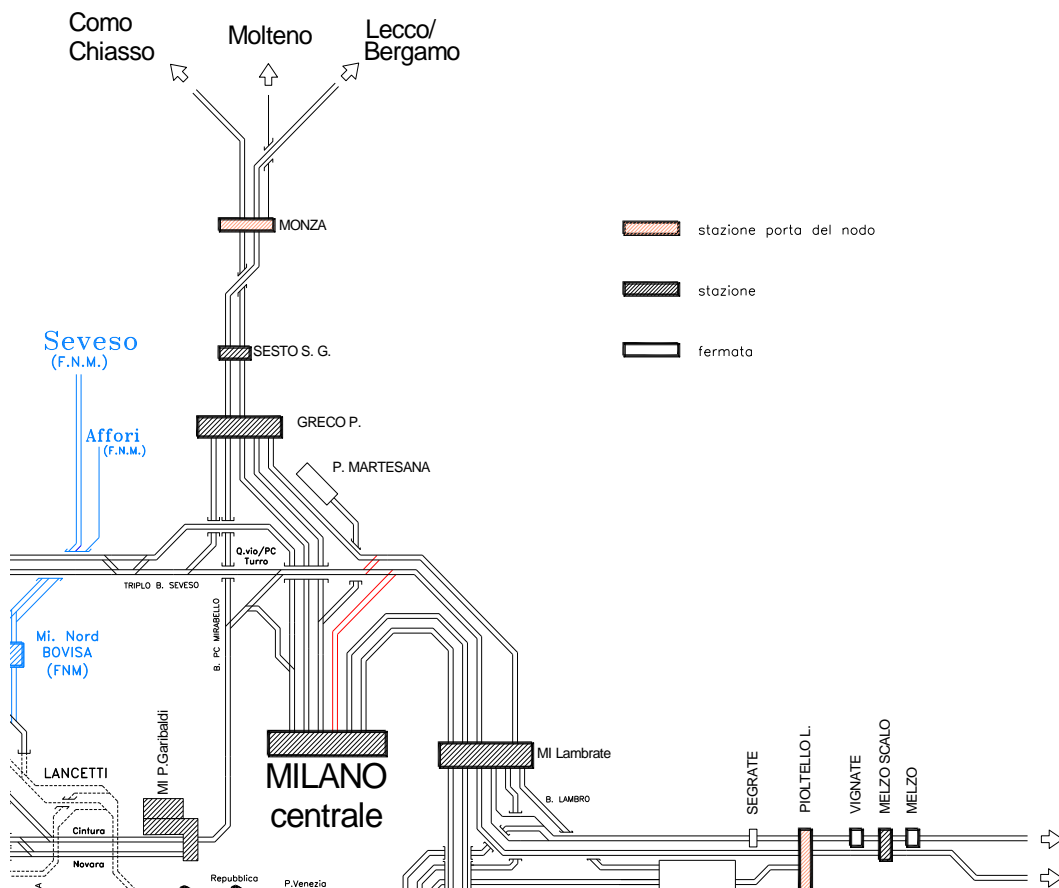 Como
Chiasso
Molteno
Lecco/
Bergamo
MONZA
stazione porta del nodo
stazione
fermata
Seveso
(F.N.M.)
SESTO S. G.
Affori
(F.N.M.)
GRECO P.
P. MARTESANA
Q.vio/PC
Turro
TRIPLO B. SEVESO
B. PC MIRABELLO
Mi. Nord
BOVISA
(FNM)
MI P.Garibaldi
LANCETTI
MILANO
centrale
MI Lambrate
B. LAMBRO
SEGRATE
PIOLTELLO L.
VIGNATE
MELZO SCALO
MELZO
Cintura
Novara
Repubblica
P.Venezia